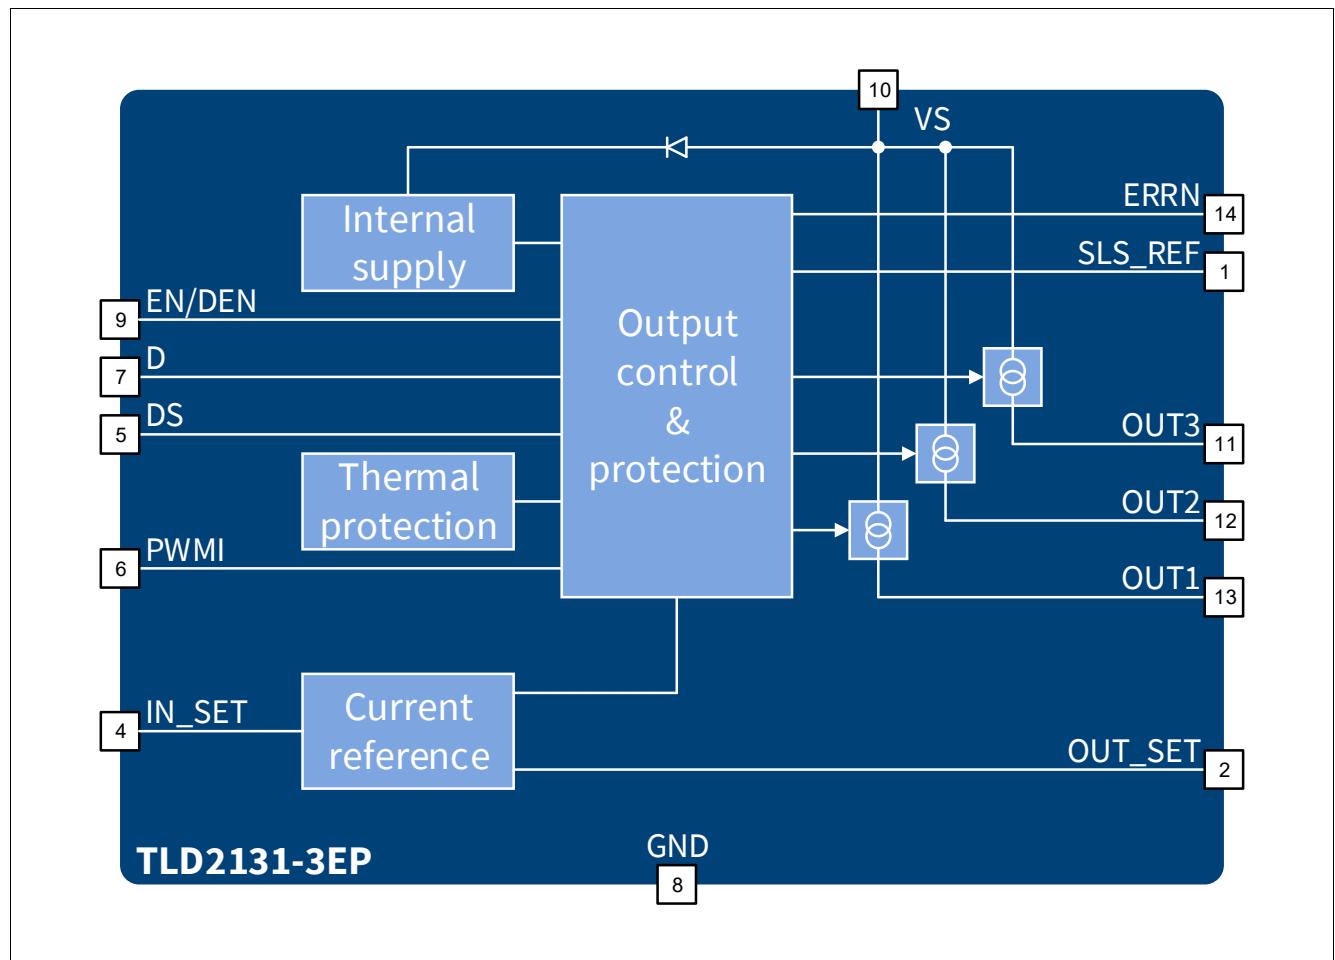 10
VS
ERRN
14
Internal
supply
SLS_REF
1
EN/DEN
9
Output
control
&
protection
D
7
DS
5
OUT3
11
Thermal
protection
OUT2
12
PWMI
6
OUT1
13
IN_SET
4
Current
reference
OUT_SET
2
TLD2131-3EP
GND
8